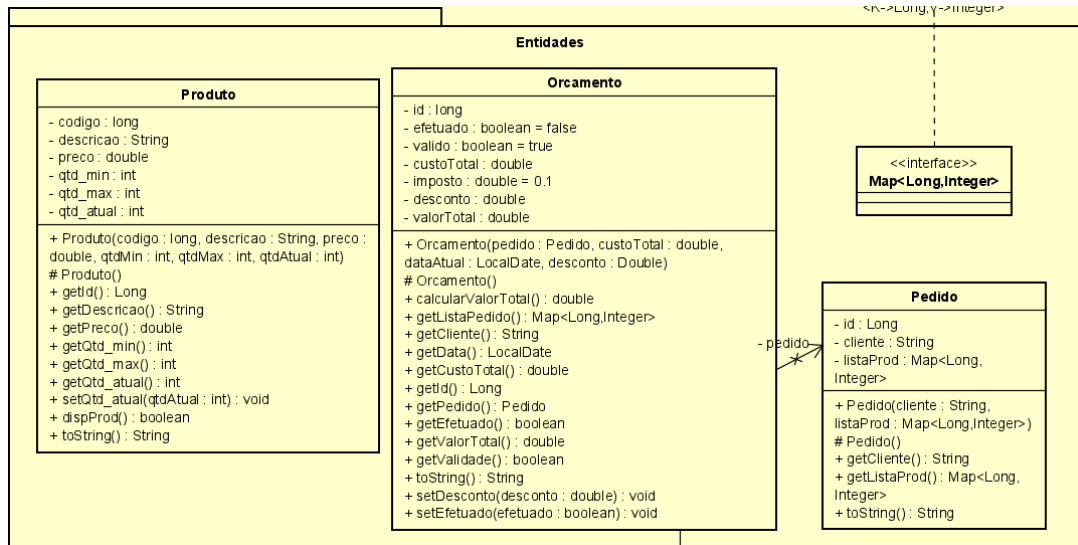 <K->Long,V->Integer>
Entidades
Produto
- codigo : long
- descricao : String
- preco : double
- qtd_min : int
- qtd_max : int
- qtd_atual : int
+ Produto(codigo : long, descricao : String, preco :
double, qtdMin : int, qtdMax : int, qtdAtual : int)
# Produto()
+ getId() : Long
+ getDescricao() : String
+ getPreco() : double
+ getQtd_min() : int
+ getQtd_max() : int
+ getQtd_atual() : int
+ setQtd_atual(qtdAtual : int) : void
+ dispProd() : boolean
+ toString() : String
Orcamento
- id : long
- efetuado : boolean = false
- valido : boolean = true
- custoTotal : double
- imposto : double = 0.1
- desconto : double
- valorTotal : double
+ Orcamento(pedido : Pedido, custoTotal : double,
dataAtual : LocalDate, desconto : Double)
# Orcamento()
+ calcularValorTotal() : double
+ getListaPedido() : Map<Long,Integer>
+ getCliente() : String
+ getData() : LocalDate
+ getCustoTotal() : double
+ getId() : Long
+ getPedido() : Pedido
+ getEfetuado() : boolean
+ getValorTotal() : double
+ getValidade() : boolean
+ toString() : String
+ setDesconto(desconto : double) : void
+ setEfetuado(efetuado : boolean) : void
<<interface>>
Map<Long,Integer>
- pedido
Pedido
- id : Long
- cliente : String
- listaProd : Map<Long,
Integer>
+ Pedido(cliente : String,
listaProd : Map<Long,Integer>)
# Pedido()
+ getCliente() : String
+ getListaProd() : Map<Long,
Integer>
+ toString() : String